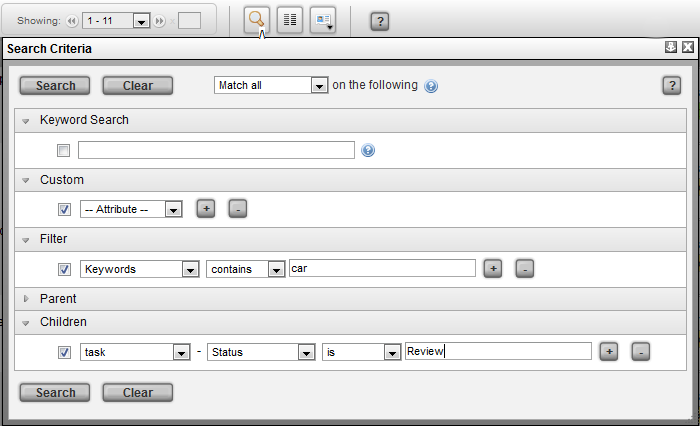 Showing: 1 - 11 x ?
Search Criteria
Search Clear Match all on the following ? ?
Keyword Search
?
Custom
-- Attribute -- + -
Filter
Keywords contains car + -
Parent
Children
task - Status is Review + -
Search Clear